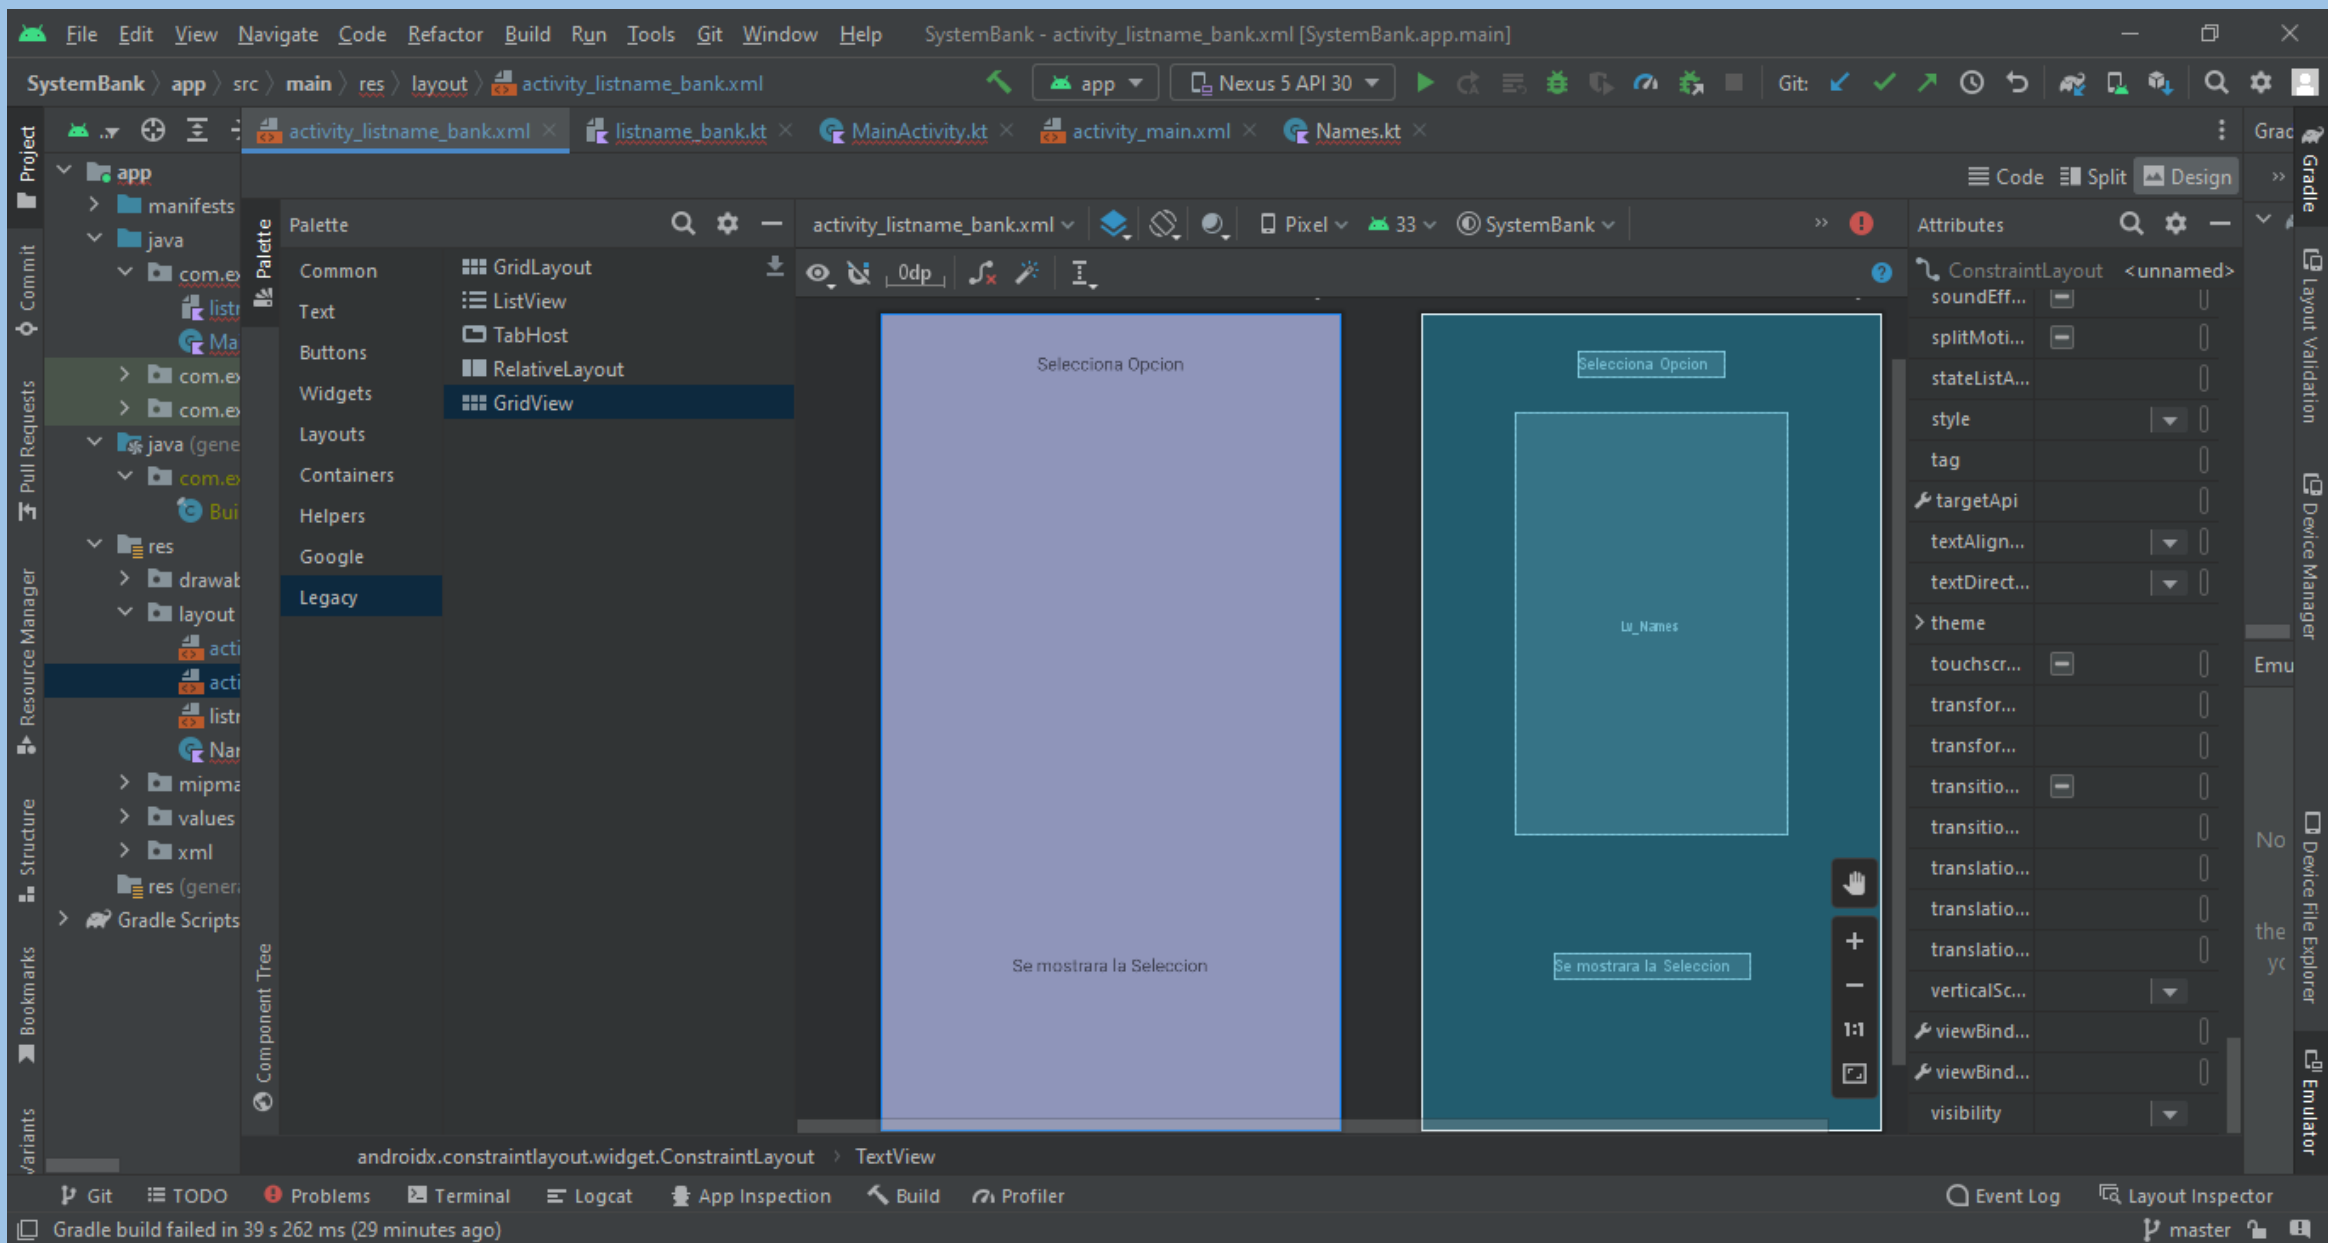 File Edit View Navigate Code Refactor Build Run Tools Git Window Help SystemBank - activity_listname_bank.xml [SystemBank.app.main]
SystemBank app src main res layout activity_listname_bank.xml app Nexus 5 API 30 Git:
activity_listname_bank.xml listname_bank.kt MainActivity.kt activity_main.xml Names.kt Grad
Code Split Design
Project
Commit
Pull Requests
Resource Manager
Structure
Bookmarks
Variants
app
manifests
java
com.ex
listr
Ma
com.ex
com.ex
java (gene
com.ex
Bui
res
drawab
layout
acti
acti
listr
Nar
mipma
values
xml
res (genera
Gradle Scripts
Palette
Component Tree
Palette
Common
Text
Buttons
Widgets
Layouts
Containers
Helpers
Google
Legacy
GridLayout
ListView
TabHost
RelativeLayout
GridView
activity_listname_bank.xml Pixel 33 SystemBank
0dp
Selecciona Opcion
Se mostrara la Seleccion
Selecciona Opcion
Lv_Names
Se mostrara la Seleccion
1:1
Attributes
ConstraintLayout <unnamed>
soundEff...
splitMoti...
stateListA...
style
tag
targetApi
textAlign...
textDirect...
theme
touchscr...
transfor...
transfor...
transitio...
transitio...
translatio...
translatio...
translatio...
verticalSc...
viewBind...
viewBind...
visibility
Emu
No
the
yo
Gradle
Layout Validation
Device Manager
Device File Explorer
Emulator
androidx.constraintlayout.widget.ConstraintLayout TextView
Git TODO Problems Terminal Logcat App Inspection Build Profiler Event Log Layout Inspector
Gradle build failed in 39 s 262 ms (29 minutes ago) master